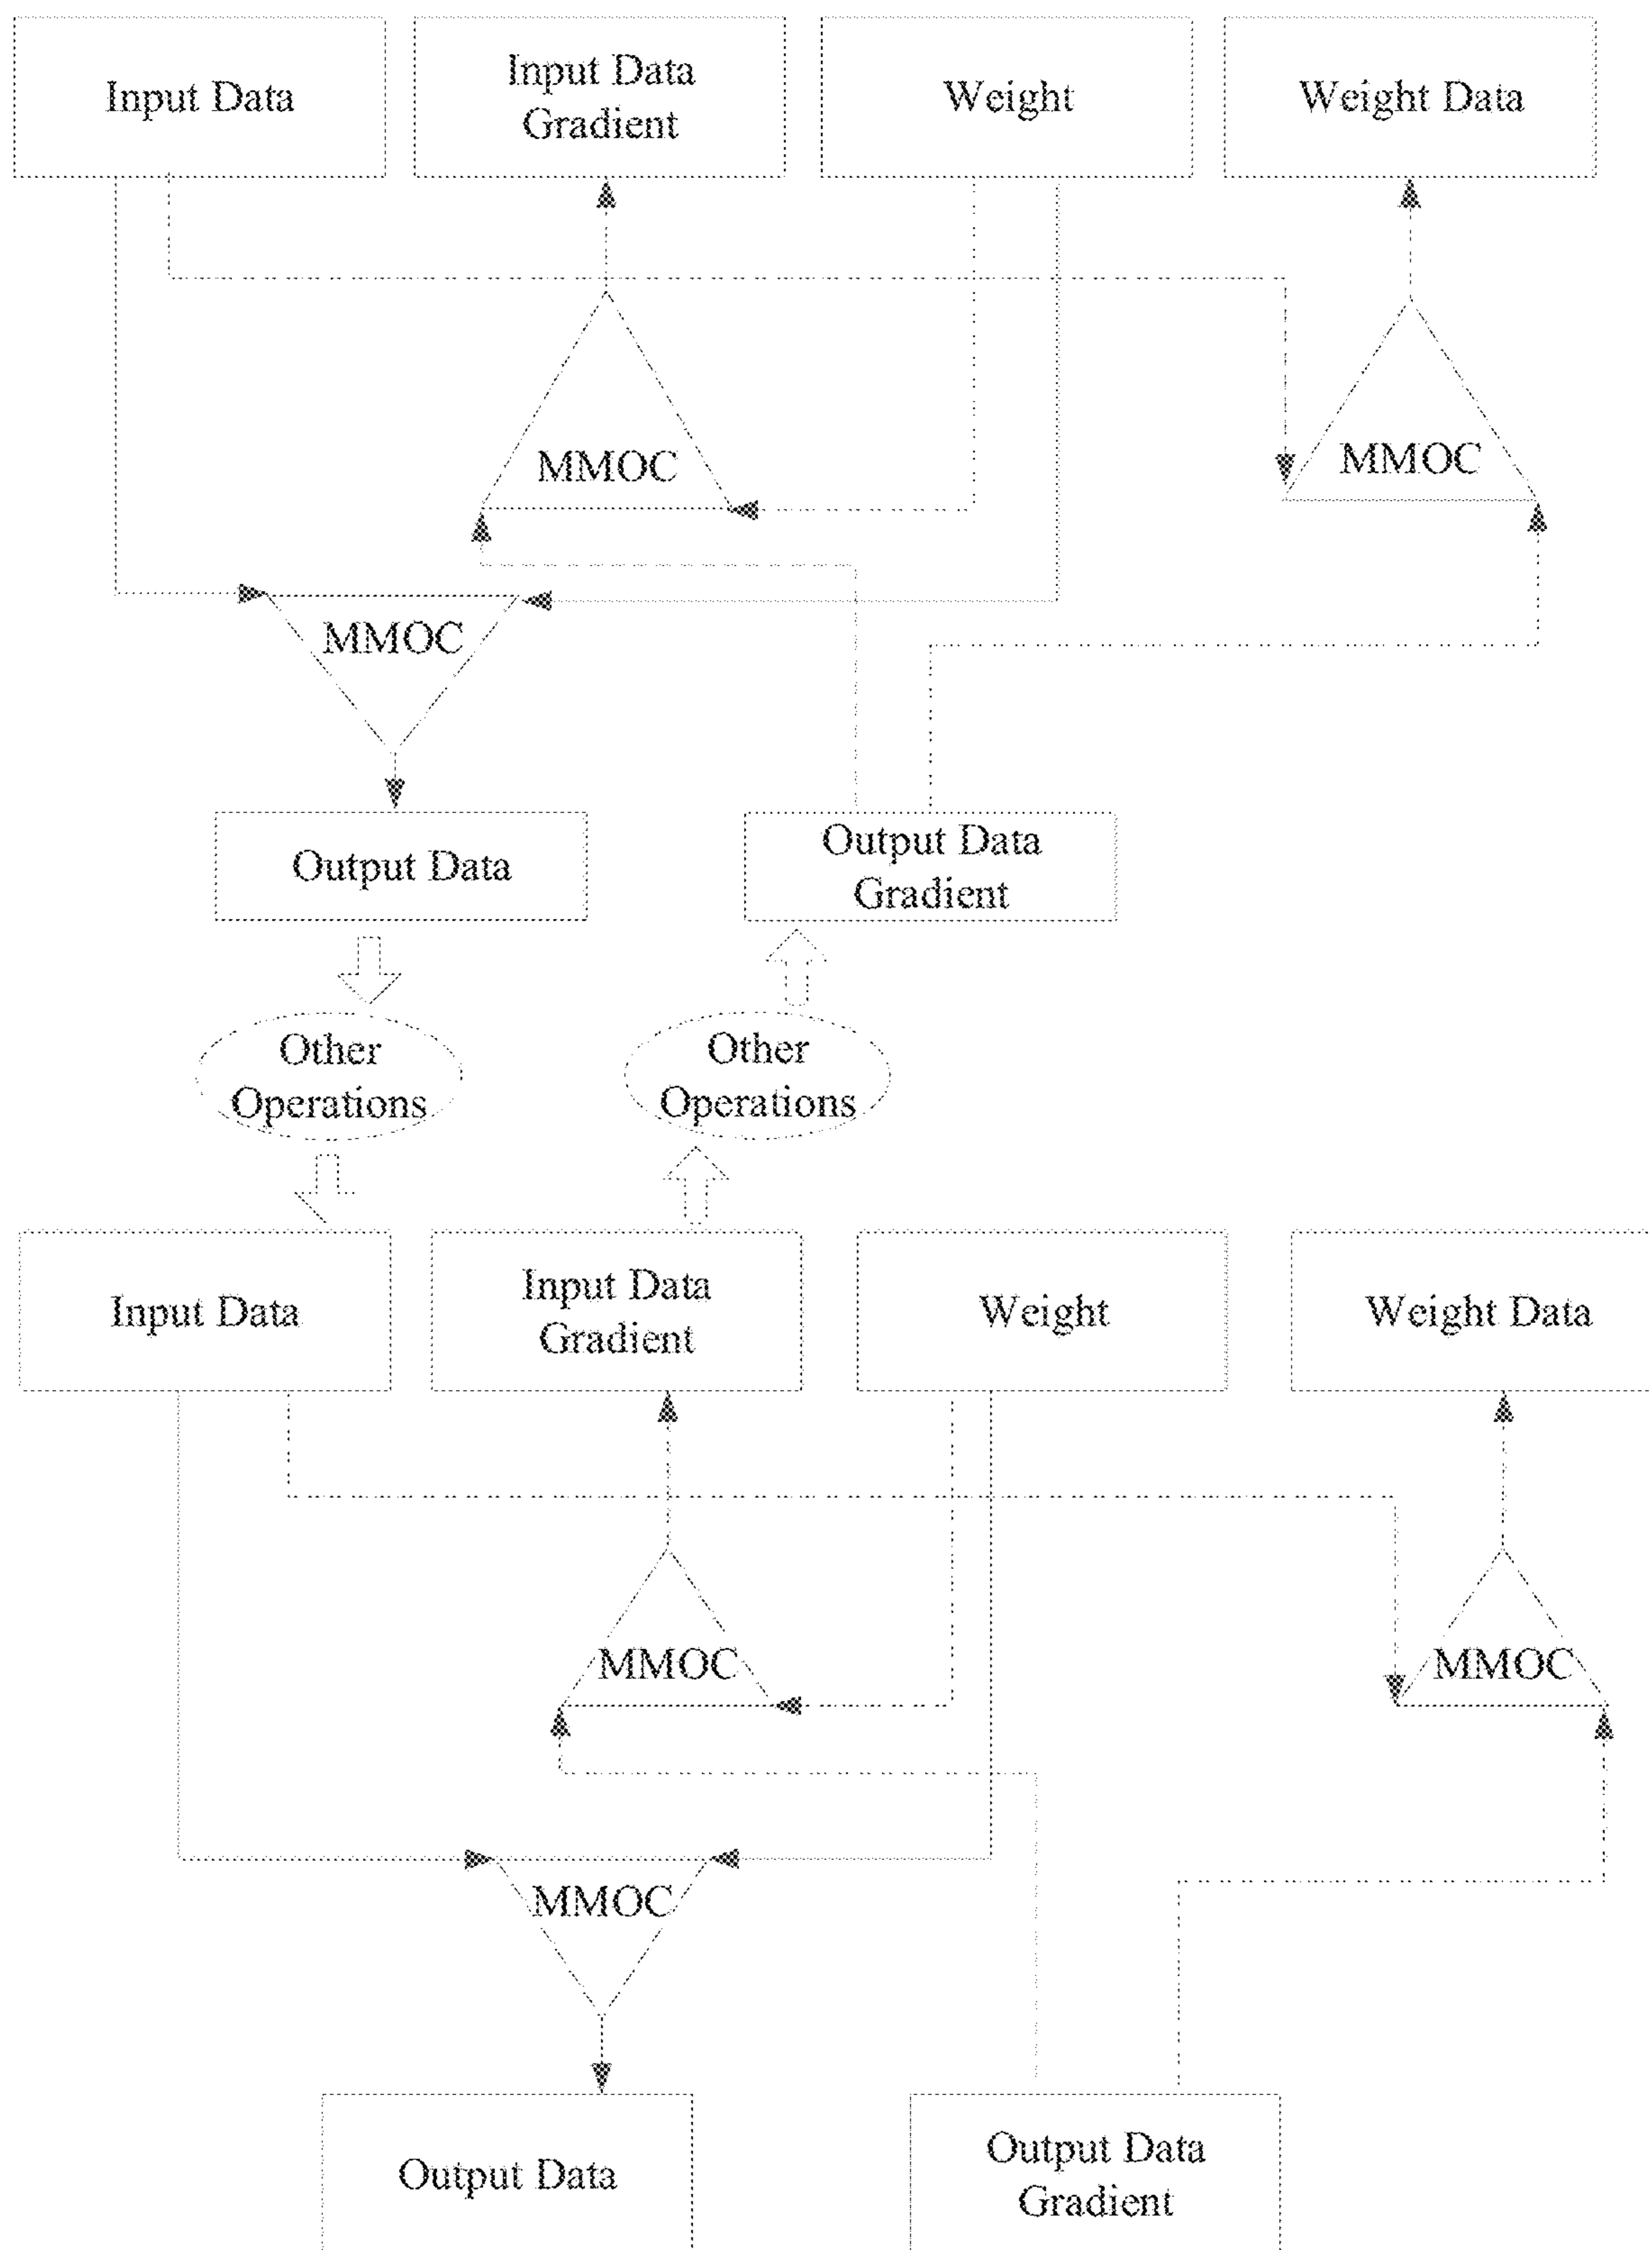 Input Data
Input Data
Gradient
Weight
Weight Data
MMOC
MMOC
MMOC
Output Data
Output Data
Gradient
Other
Operations
Other
Operations
Input Data
Input Data
Gradient
Weight
Weight Data
MMOC
MMOC
MMOC
Output Data
Output Data
Gradient